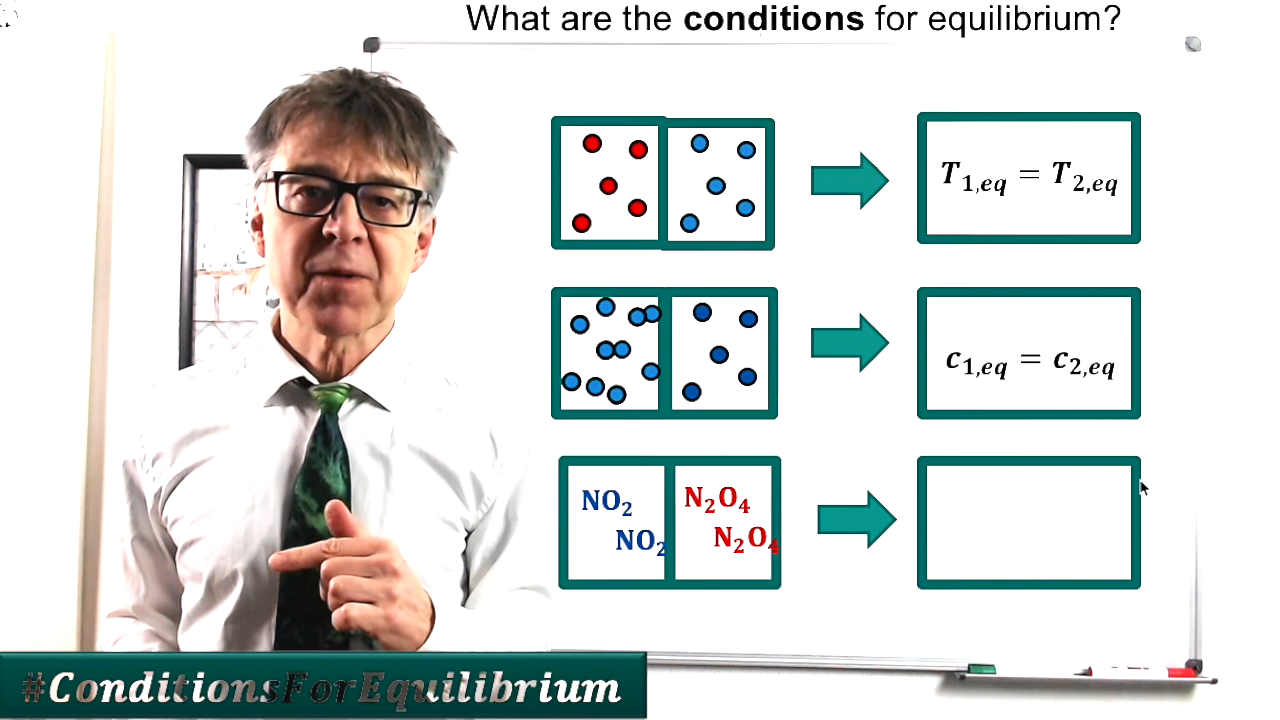 What are the conditions for equilibrium?
T1,eq = T2,eq
c1,eq = c2,eq
NO2
NO2
N2O4
N2O4
#ConditionsForEquilibrium